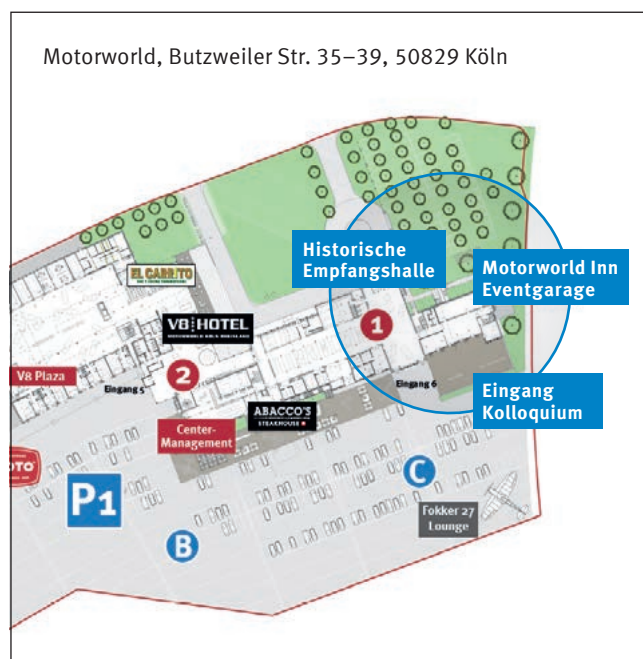 Motorworld, Butzweiler Str. 35–39, 50829 Köln
Historische
Empfangshalle
Motorworld Inn
Eventgarage
EL CARRITO
V8 HOTEL
1
V8 Plaza
Eingang 5
2
Eingang 6
Eingang
Kolloquium
ABACCO'S
STEAKHOUSE
Center-
Management
P1
C
B
Fokker 27
Lounge